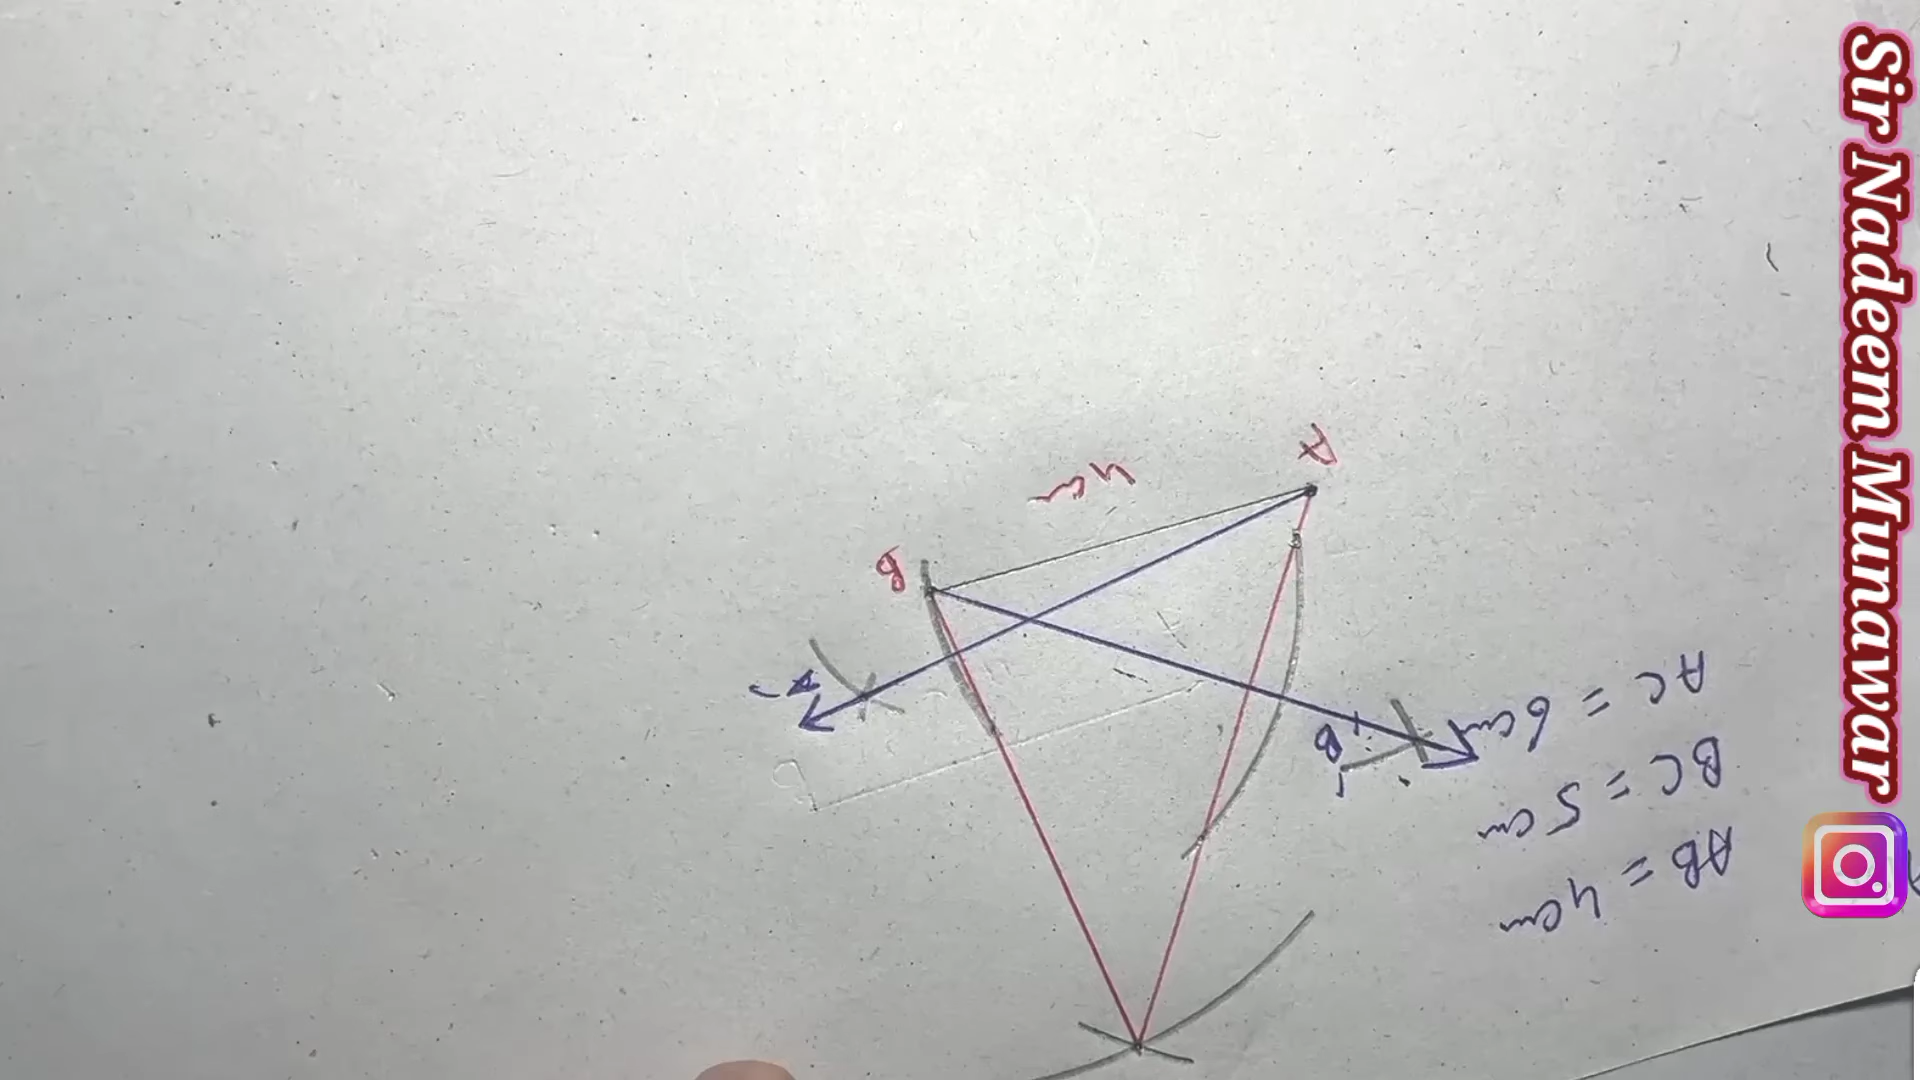 Sir Nadeem Munawar
AB = 4cm
BC = 5cm
AC = 6cm
B'
A'
B
A
4cm